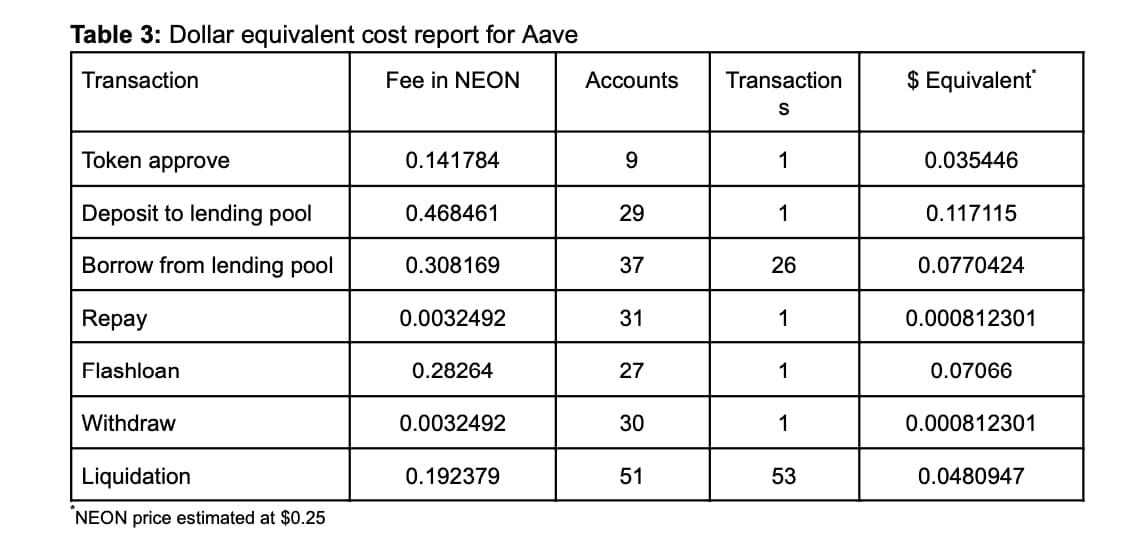 Table 3: Dollar equivalent cost report for Aave
Transaction Fee in NEON Accounts Transaction $ Equivalent*
s
Token approve 0.141784 9 1 0.035446
Deposit to lending pool 0.468461 29 1 0.117115
Borrow from lending pool 0.308169 37 26 0.0770424
Repay 0.0032492 31 1 0.000812301
Flashloan 0.28264 27 1 0.07066
Withdraw 0.0032492 30 1 0.000812301
Liquidation 0.192379 51 53 0.0480947
*NEON price estimated at $0.25